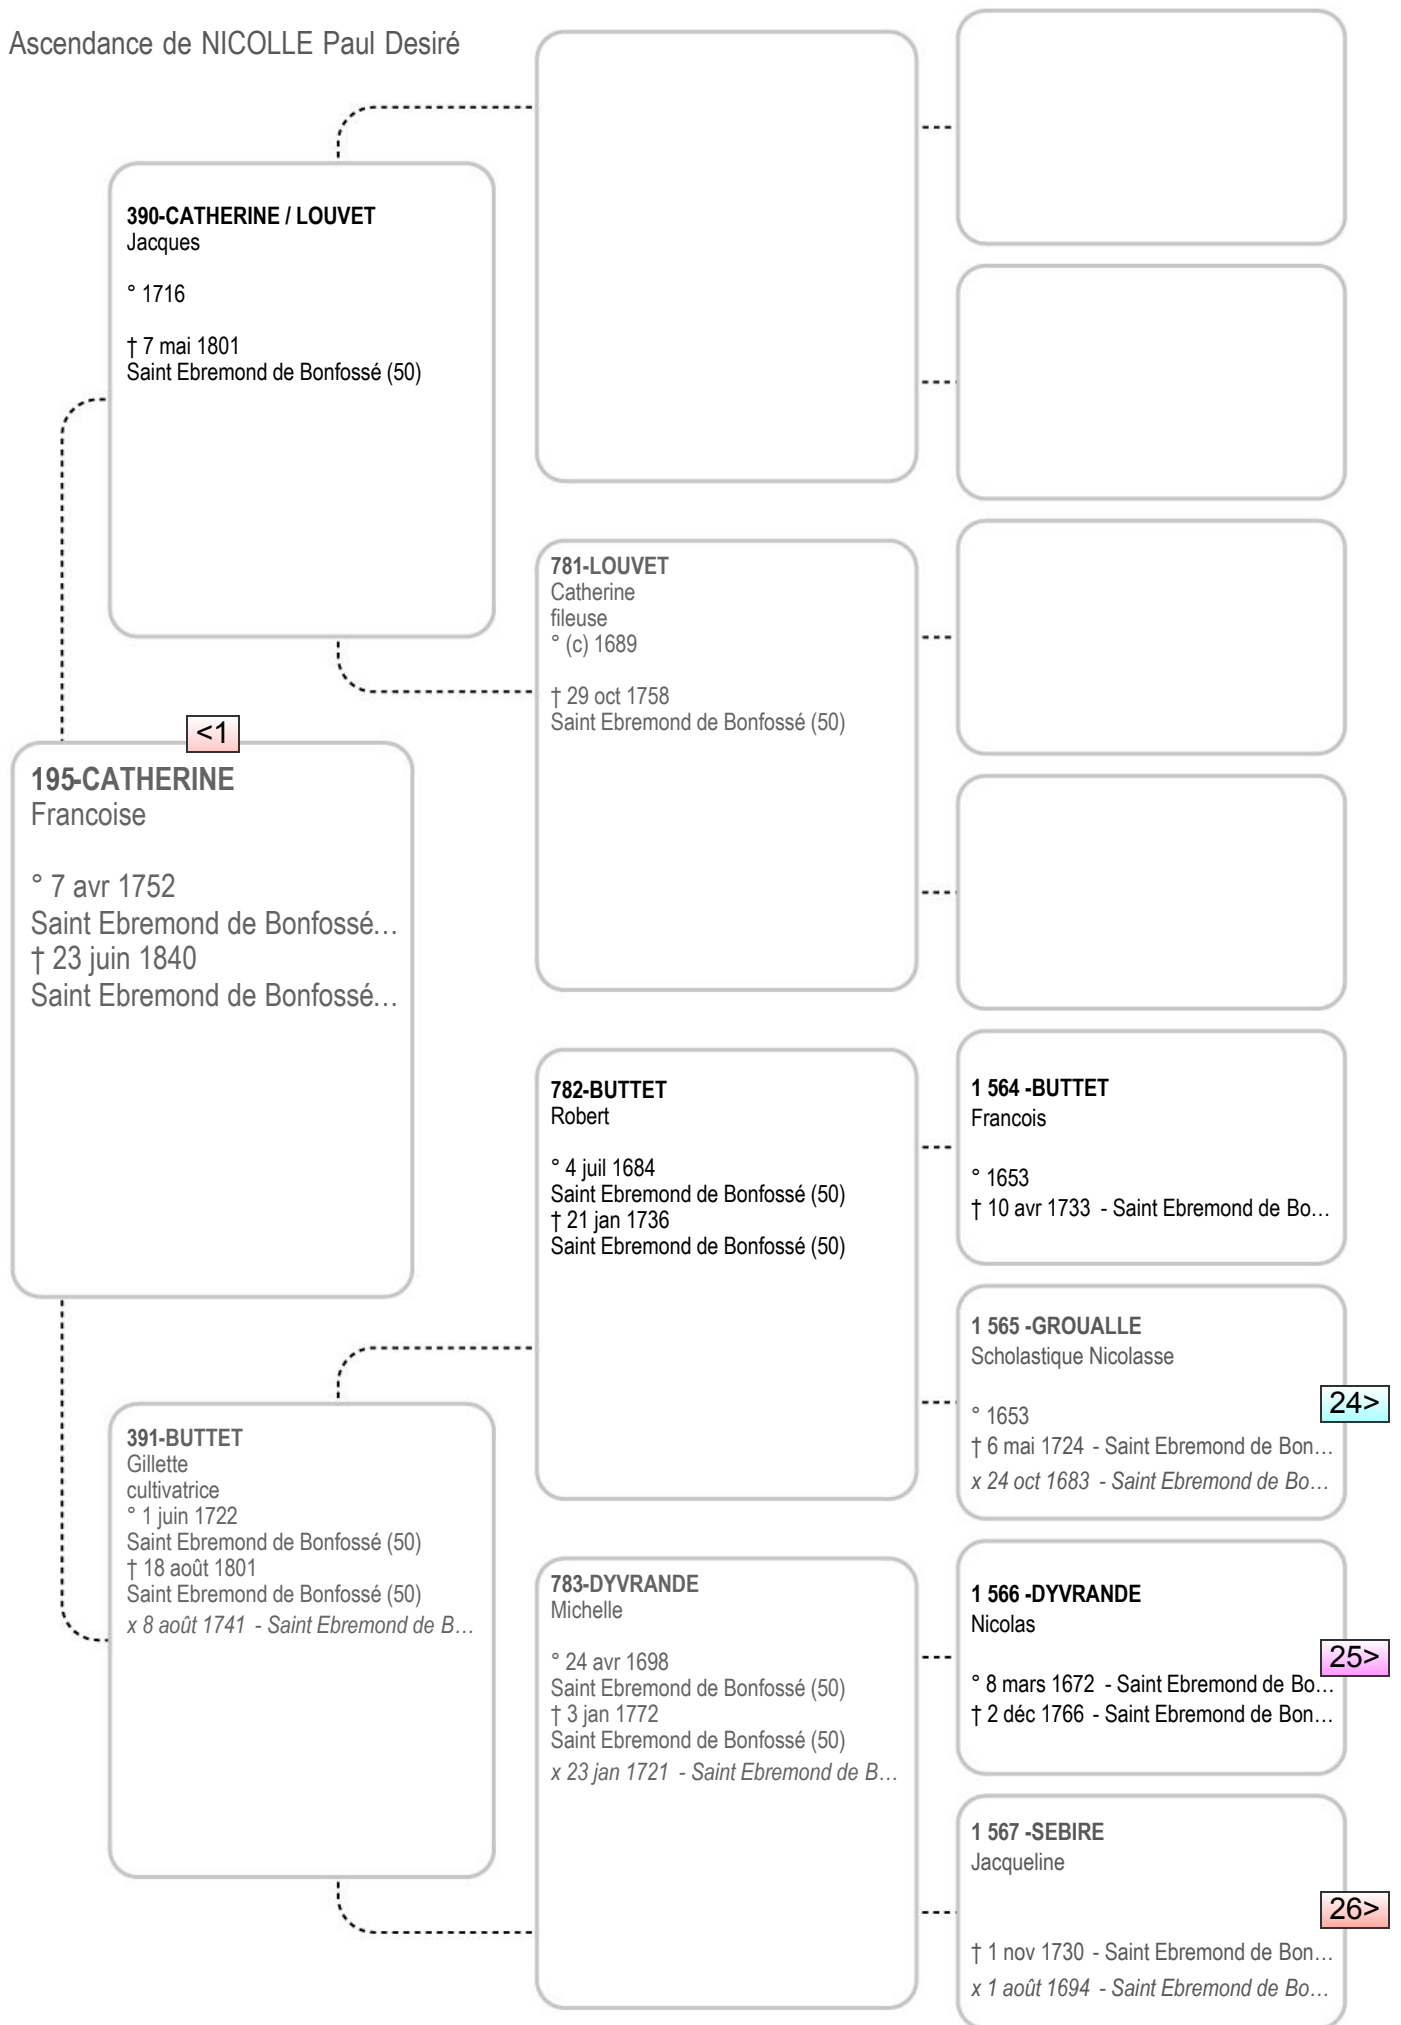 Ascendance de NICOLLE Paul Desiré
390-CATHERINE / LOUVET
Jacques
° 1716
† 7 mai 1801
Saint Ebremond de Bonfossé (50)
781-LOUVET
Catherine
fileuse
° (c) 1689
† 29 oct 1758
Saint Ebremond de Bonfossé (50)
<1
195-CATHERINE
Francoise
° 7 avr 1752
Saint Ebremond de Bonfossé...
† 23 juin 1840
Saint Ebremond de Bonfossé...
782-BUTTET
Robert
° 4 juil 1684
Saint Ebremond de Bonfossé (50)
† 21 jan 1736
Saint Ebremond de Bonfossé (50)
1 564 -BUTTET
Francois
° 1653
† 10 avr 1733 - Saint Ebremond de Bo...
1 565 -GROUALLE
Scholastique Nicolasse
24>
° 1653
† 6 mai 1724 - Saint Ebremond de Bon...
x 24 oct 1683 - Saint Ebremond de Bo...
391-BUTTET
Gillette
cultivatrice
° 1 juin 1722
Saint Ebremond de Bonfossé (50)
† 18 août 1801
Saint Ebremond de Bonfossé (50)
x 8 août 1741 - Saint Ebremond de B...
783-DYVRANDE
Michelle
° 24 avr 1698
Saint Ebremond de Bonfossé (50)
† 3 jan 1772
Saint Ebremond de Bonfossé (50)
x 23 jan 1721 - Saint Ebremond de B...
1 566 -DYVRANDE
Nicolas
25>
° 8 mars 1672 - Saint Ebremond de Bo...
† 2 déc 1766 - Saint Ebremond de Bon...
1 567 -SEBIRE
Jacqueline
26>
† 1 nov 1730 - Saint Ebremond de Bon...
x 1 août 1694 - Saint Ebremond de Bo...